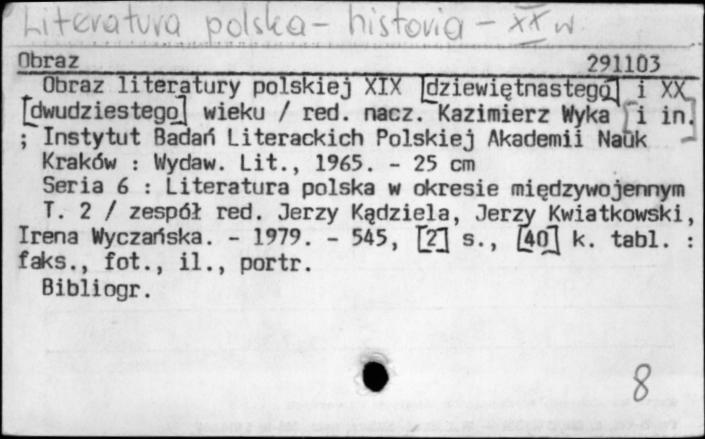 Literatura polska - historia - XX w.
Obraz 291103
Obraz literatury polskiej XIX [dziewiętnastego] i XX
[dwudziestego] wieku / red. nacz. Kazimierz Wyka [i in.]
; Instytut Badań Literackich Polskiej Akademii Nauk
Kraków : Wydaw. Lit., 1965. - 25 cm
Seria 6 : Literatura polska w okresie międzywojennym
T. 2 / zespół red. Jerzy Kądziela, Jerzy Kwiatkowski,
Irena Wyczańska. - 1979. - 545, [2] s., [40] k. tabl. :
faks., fot., il., portr.
Bibliogr.
8